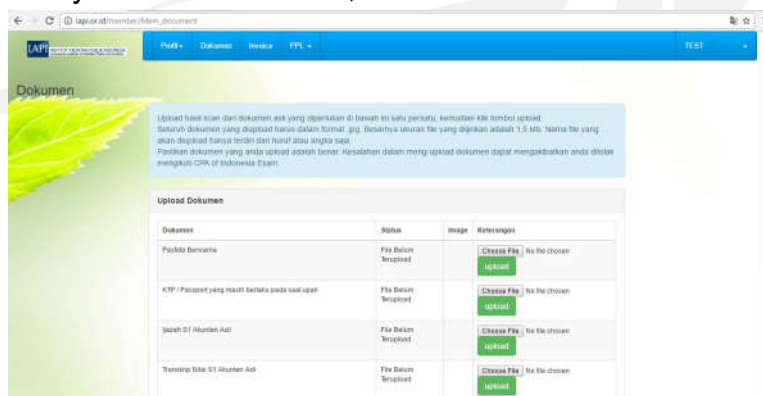 iapi.or.id/member/Mem_document
IAPI INSTITUT AKUNTAN PUBLIK INDONESIA
Profil Dokumen Invoice PPL TEST
Dokumen
Upload hasil scan dari dokumen asli yang diperlukan di bawah ini satu persatu, kemudian klik tombol upload.
Seluruh dokumen yang diupload harus dalam format .jpg. Besarnya ukuran file yang diijinkan adalah 1,5 Mb. Nama file yang
akan diupload hanya terdiri dari huruf atau angka saja.
Pastikan dokumen yang anda upload adalah benar. Kesalahan dalam meng-upload dokumen dapat mengakibatkan anda ditolak
mengikuti CPA of Indonesia Exam.
Upload Dokumen
Dokumen Status Image Keterangan
Pasfoto Berwarna File Belum Choose File No file chosen
Terupload upload
KTP / Passport yang masih berlaku pada saat ujian File Belum Choose File No file chosen
Terupload upload
Ijazah S1 Akuntan Asli File Belum Choose File No file chosen
Terupload upload
Transkrip Nilai S1 Akuntan Asli File Belum Choose File No file chosen
Terupload upload